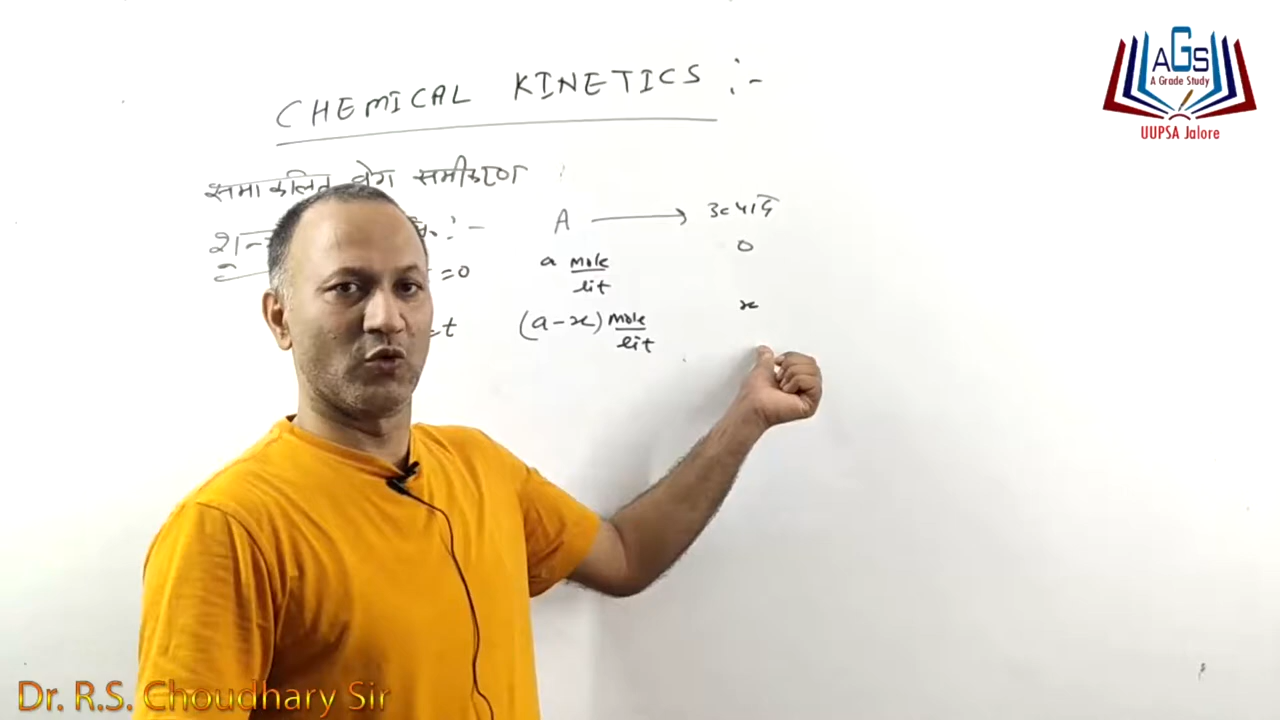 CHEMICAL KINETICS :-
समाकलित वेग समीकरण
:-
A → उत्पाद
=0 a mole/lit 0
=t (a-x) mole/lit x
AGS
A Grade Study
UUPSA Jalore
Dr. R.S. Choudhary Sir